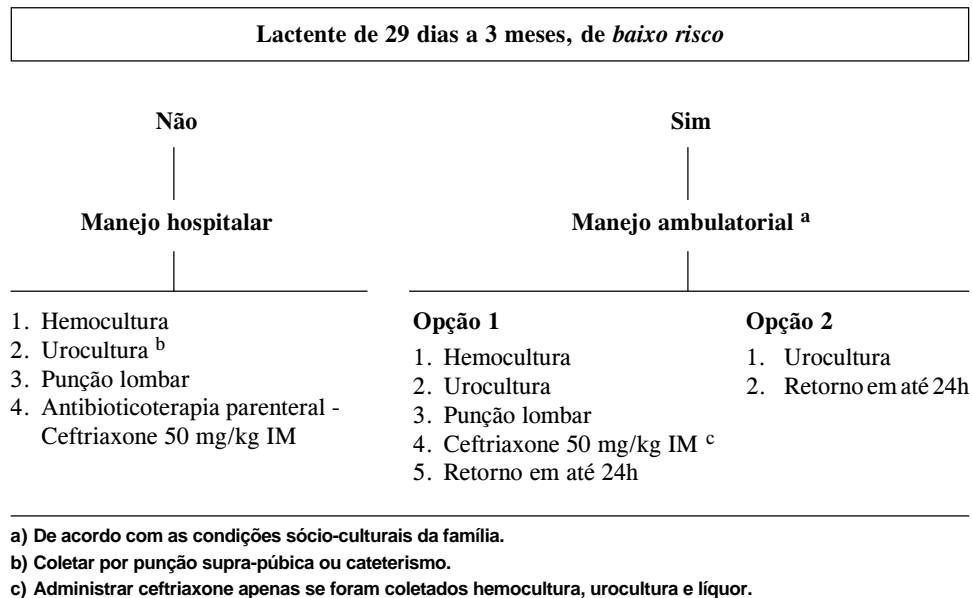 Lactente de 29 dias a 3 meses, de baixo risco
Não
Sim
Manejo hospitalar
Manejo ambulatorial a
1. Hemocultura
2. Urocultura b
3. Punção lombar
4. Antibioticoterapia parenteral -
Ceftriaxone 50 mg/kg IM
Opção 1
1. Hemocultura
2. Urocultura
3. Punção lombar
4. Ceftriaxone 50 mg/kg IM c
5. Retorno em até 24h
Opção 2
1. Urocultura
2. Retorno em até 24h
a) De acordo com as condições sócio-culturais da família.
b) Coletar por punção supra-púbica ou cateterismo.
c) Administrar ceftriaxone apenas se foram coletados hemocultura, urocultura e líquor.